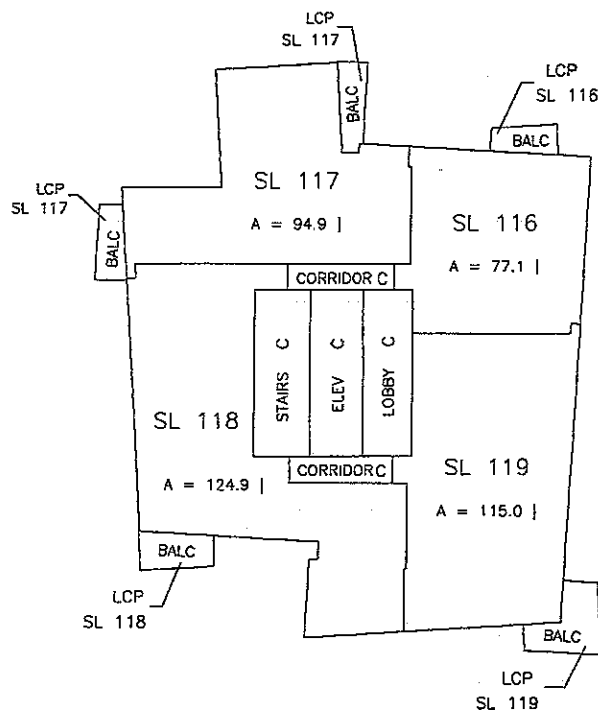 LCP
SL 117
LCP
SL 116
BALC
BALC
LCP
SL 117
SL 117
A = 94.9 |
SL 116
A = 77.1 |
BALC
CORRIDOR C
STAIRS C
ELEV C
LOBBY C
SL 118
A = 124.9 |
CORRIDOR C
SL 119
A = 115.0 |
BALC
LCP
SL 118
BALC
LCP
SL 119